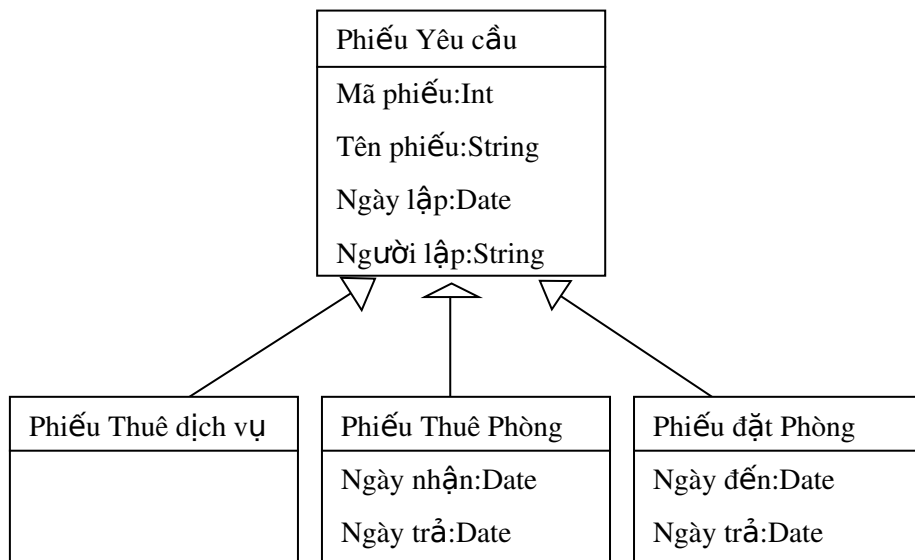 Phiếu Yêu cầu
Mã phiếu:Int
Tên phiếu:String
Ngày lập:Date
Người lập:String
Phiếu Thuê dịch vụ
Phiếu Thuê Phòng
Ngày nhận:Date
Ngày trả:Date
Phiếu đặt Phòng
Ngày đến:Date
Ngày trả:Date